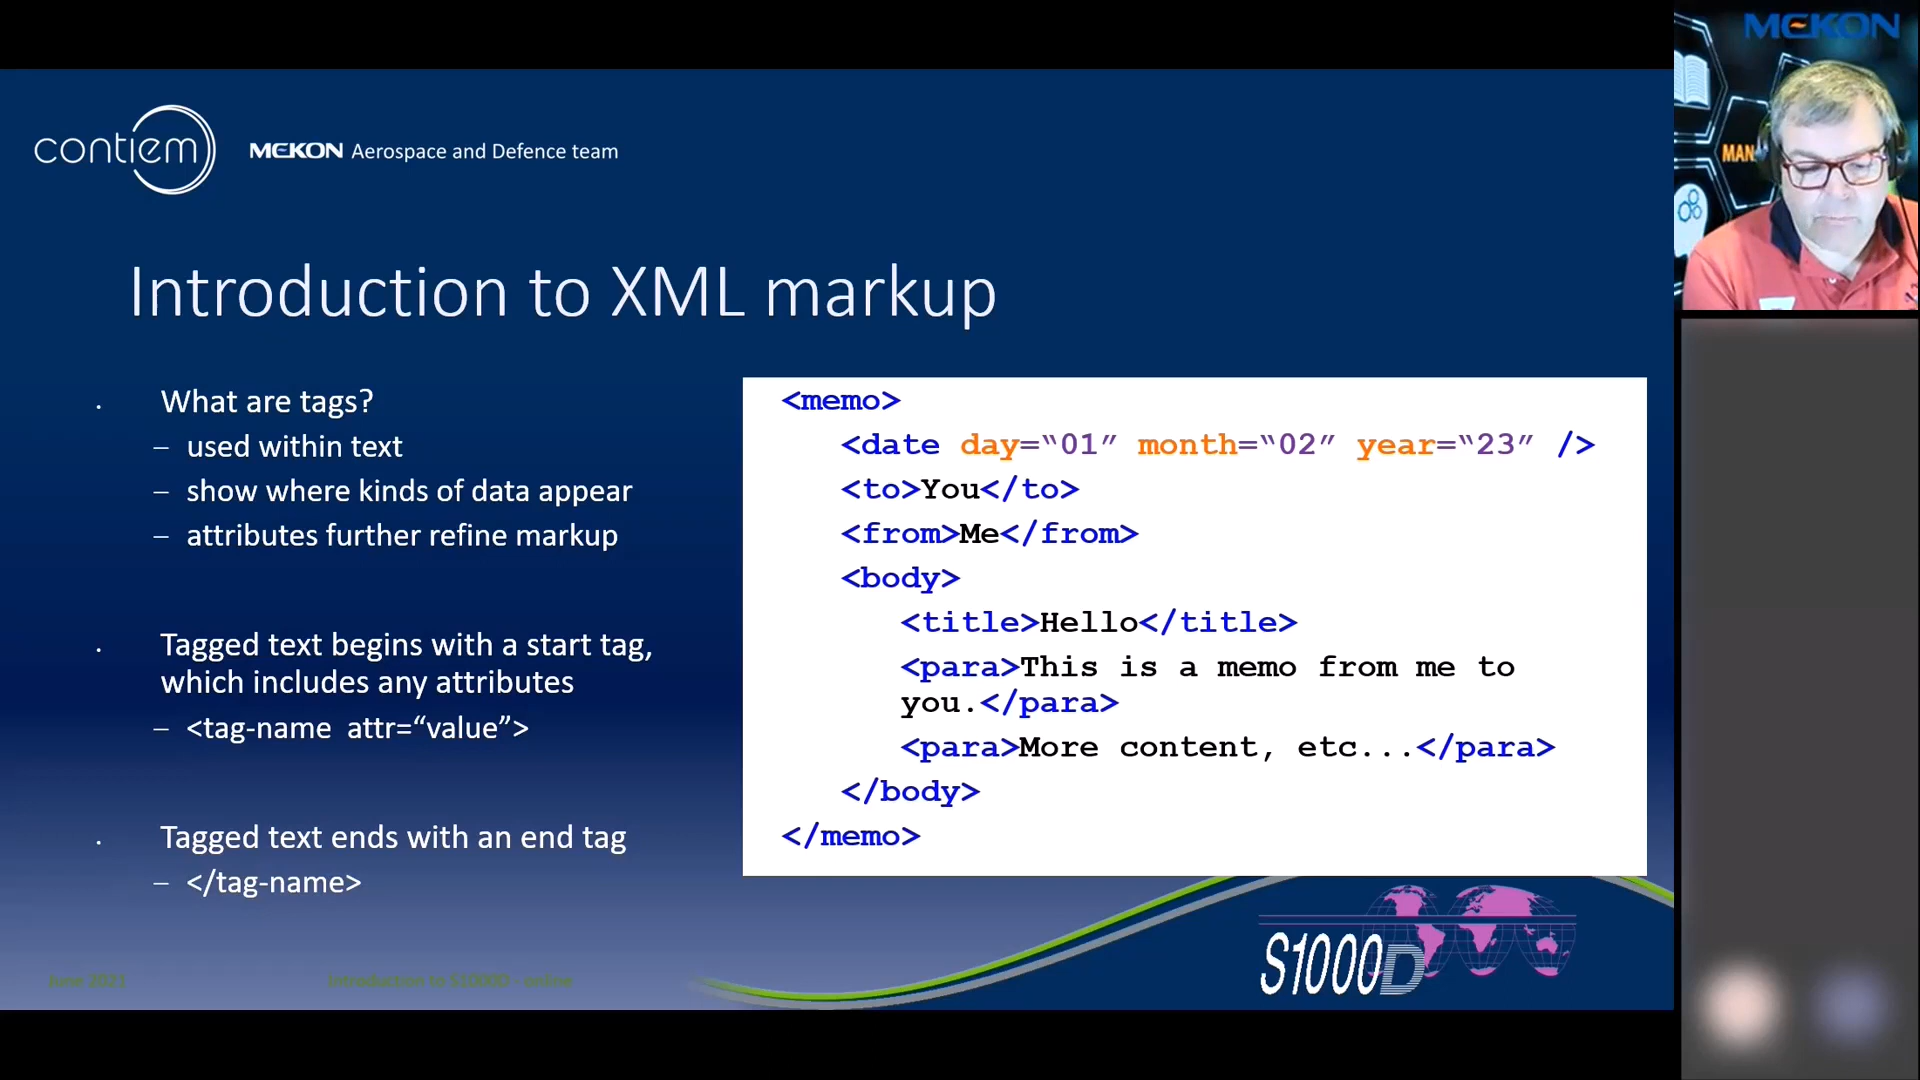 contiem
MEKON Aerospace and Defence team
MEKON
MAN
Introduction to XML markup
• What are tags?
– used within text
– show where kinds of data appear
– attributes further refine markup
• Tagged text begins with a start tag,
which includes any attributes
– <tag-name attr=“value”>
• Tagged text ends with an end tag
– </tag-name>
<memo>
<date day=“01” month=“02” year=“23” />
<to>You</to>
<from>Me</from>
<body>
<title>Hello</title>
<para>This is a memo from me to
you.</para>
<para>More content, etc...</para>
</body>
</memo>
Introduction to S1000D - online
S1000D